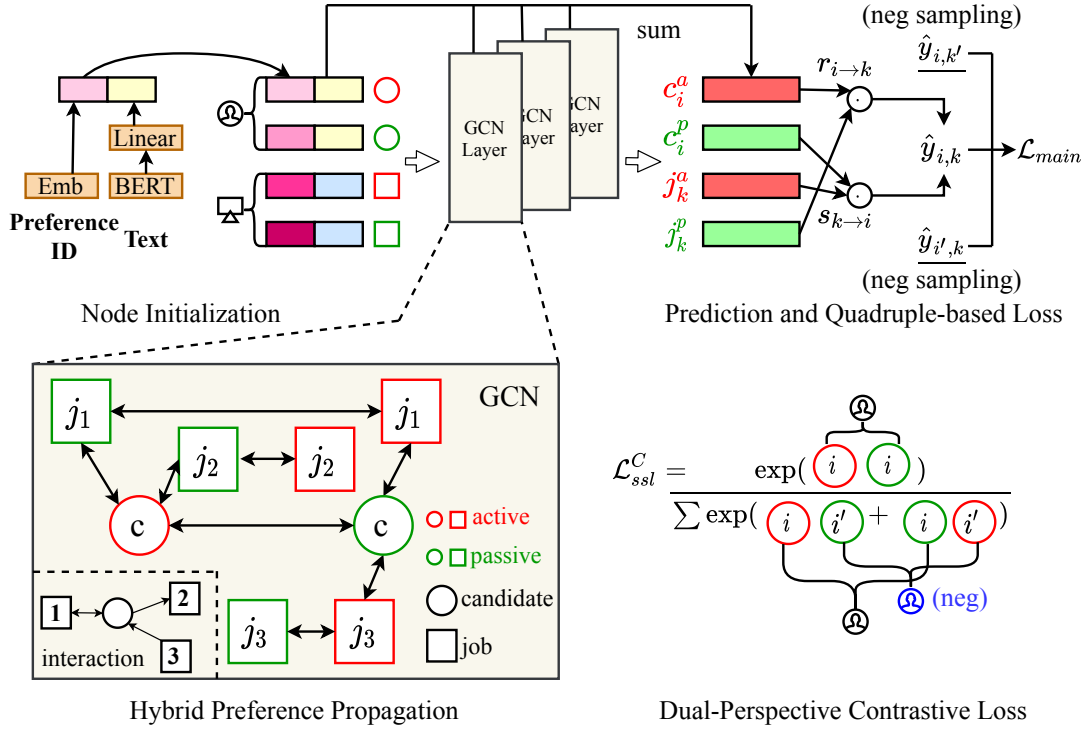 (neg sampling)
sum
GCN
Layer
GCN
Layer
GCN
Layer
Linear
Emb
BERT
Preference
ID
Text
c_i^a
c_i^p
j_k^a
j_k^p
r_{i→k}
s_{k→i}
ŷ_{i,k'}
ŷ_{i,k}
ŷ_{i',k}
ℒ_{main}
(neg sampling)
Node Initialization
Prediction and Quadruple-based Loss
GCN
j_1
j_1
j_2
j_2
c
c
active
passive
candidate
job
j_3
j_3
1
2
3
interaction
ℒ_{ssl}^C =
exp( i i )
∑ exp( i i' + i i' )
(neg)
Hybrid Preference Propagation
Dual-Perspective Contrastive Loss